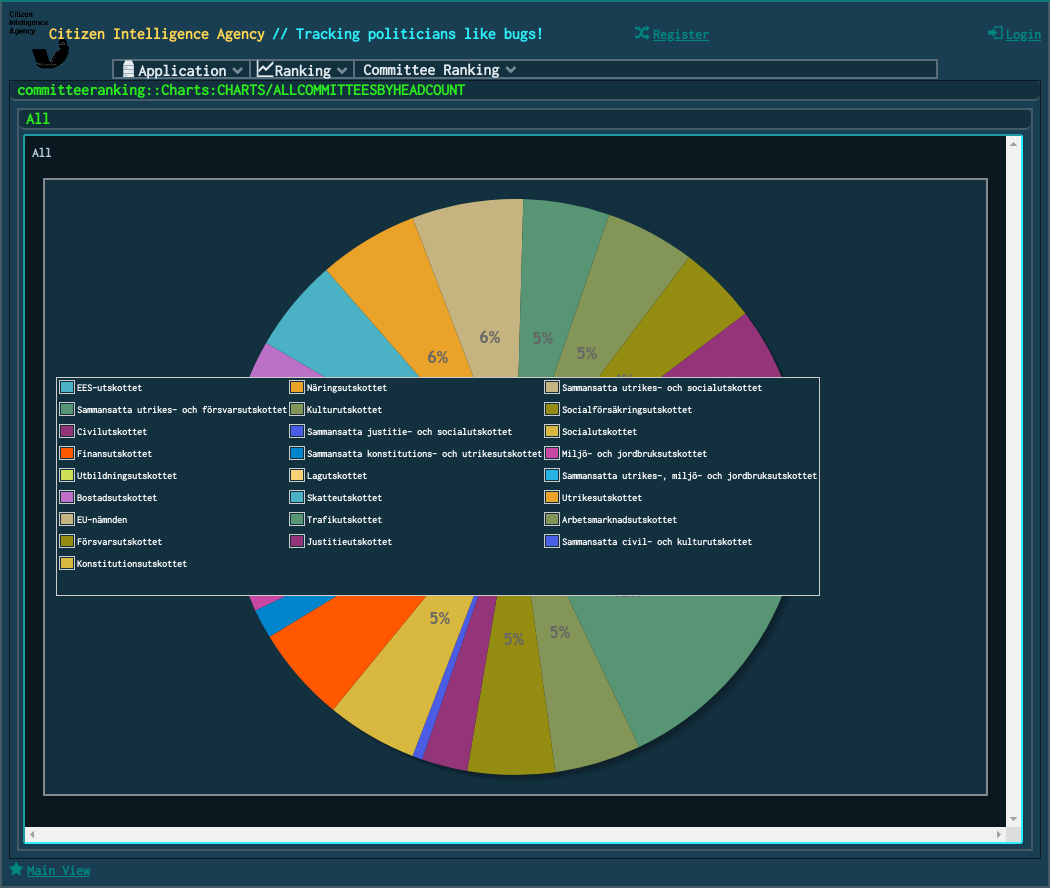 Citizen
Intelligence
Agency
Citizen Intelligence Agency // Tracking politicians like bugs!
Register
Login
Application
Ranking
Committee Ranking
committeeranking::Charts:CHARTS/ALLCOMMITTEESBYHEADCOUNT
All
All
6%
6%
5%
5%
EES-utskottet
Näringsutskottet
Sammansatta utrikes- och socialutskottet
Sammansatta utrikes- och försvarsutskottet
Kulturutskottet
Socialförsäkringsutskottet
Civilutskottet
Sammansatta justitie- och socialutskottet
Socialutskottet
Finansutskottet
Sammansatta konstitutions- och utrikesutskottet
Miljö- och jordbruksutskottet
Utbildningsutskottet
Lagutskottet
Sammansatta utrikes-, miljö- och jordbruksutskottet
Bostadsutskottet
Skatteutskottet
Utrikesutskottet
EU-nämnden
Trafikutskottet
Arbetsmarknadsutskottet
Försvarsutskottet
Justitieutskottet
Sammansatta civil- och kulturutskottet
Konstitutionsutskottet
5%
5%
5%
Main View